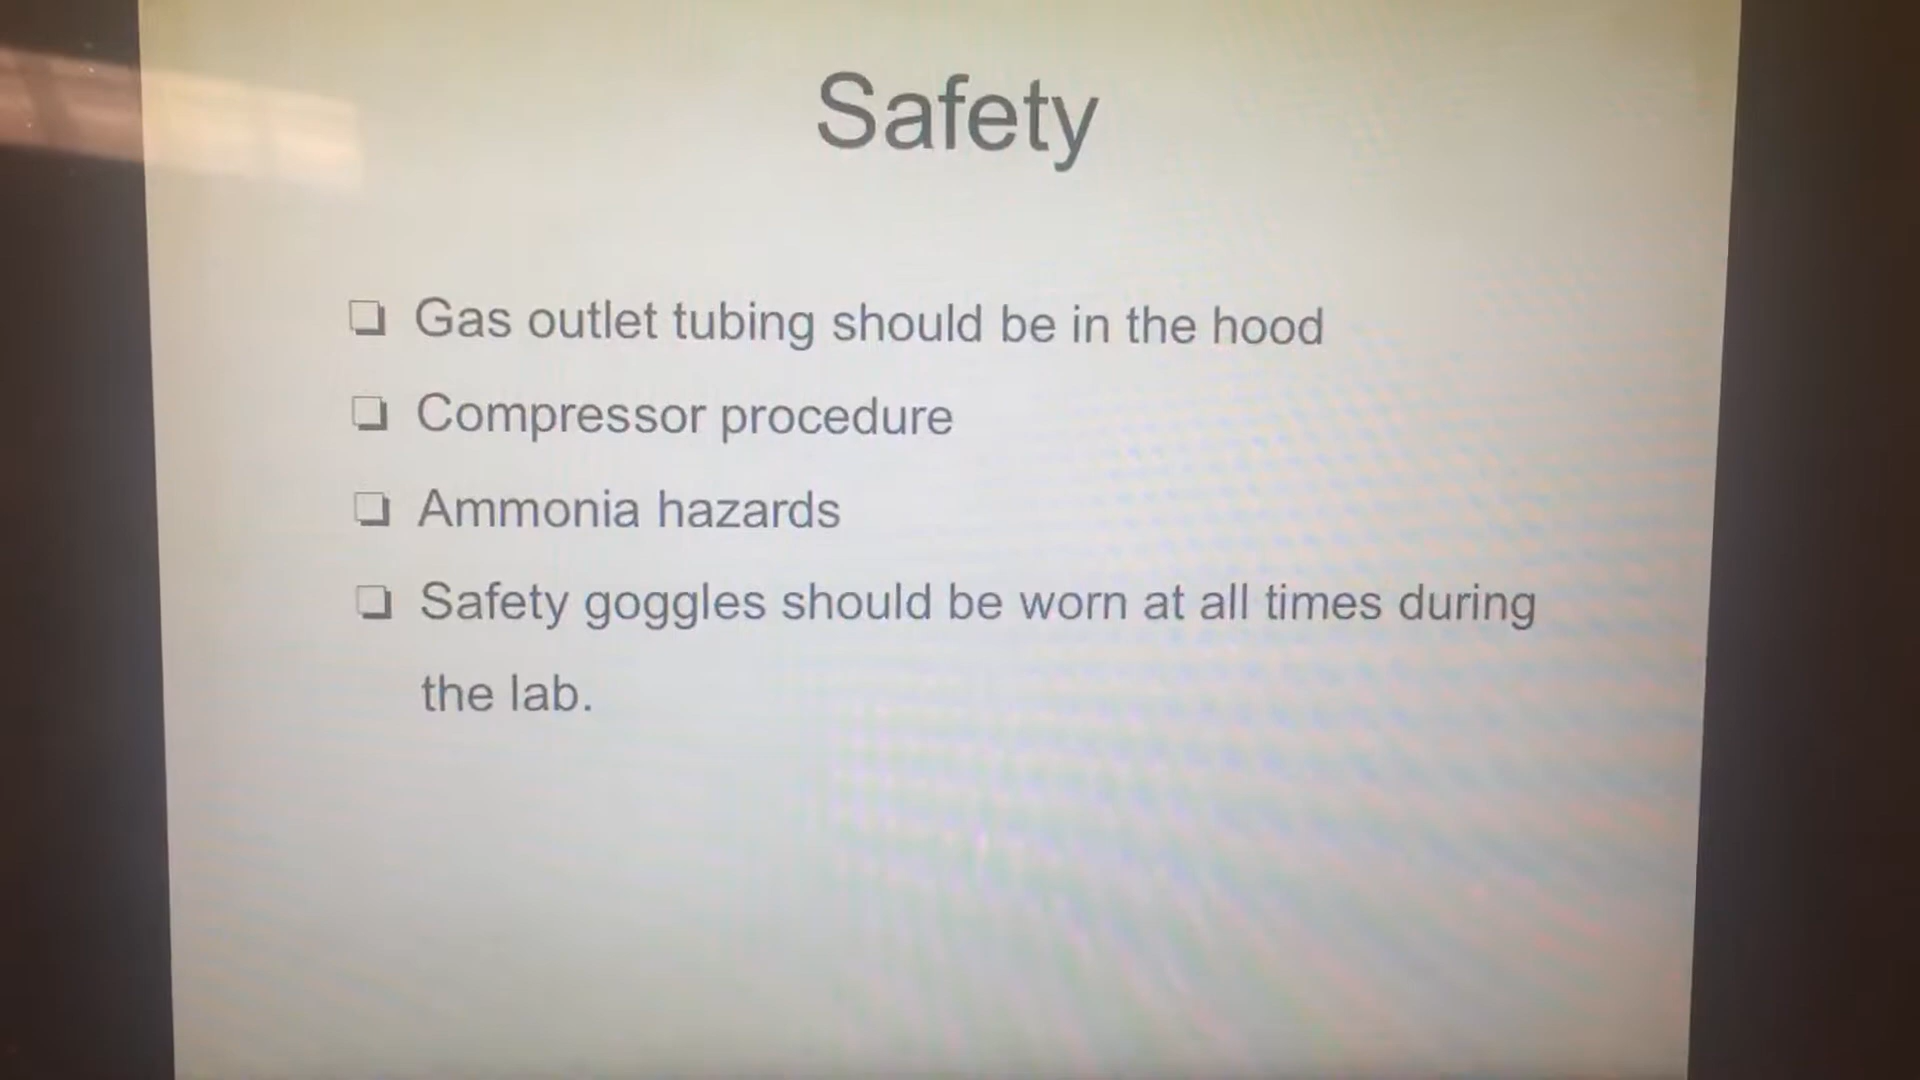 Safety
❏ Gas outlet tubing should be in the hood
❏ Compressor procedure
❏ Ammonia hazards
❏ Safety goggles should be worn at all times during
the lab.